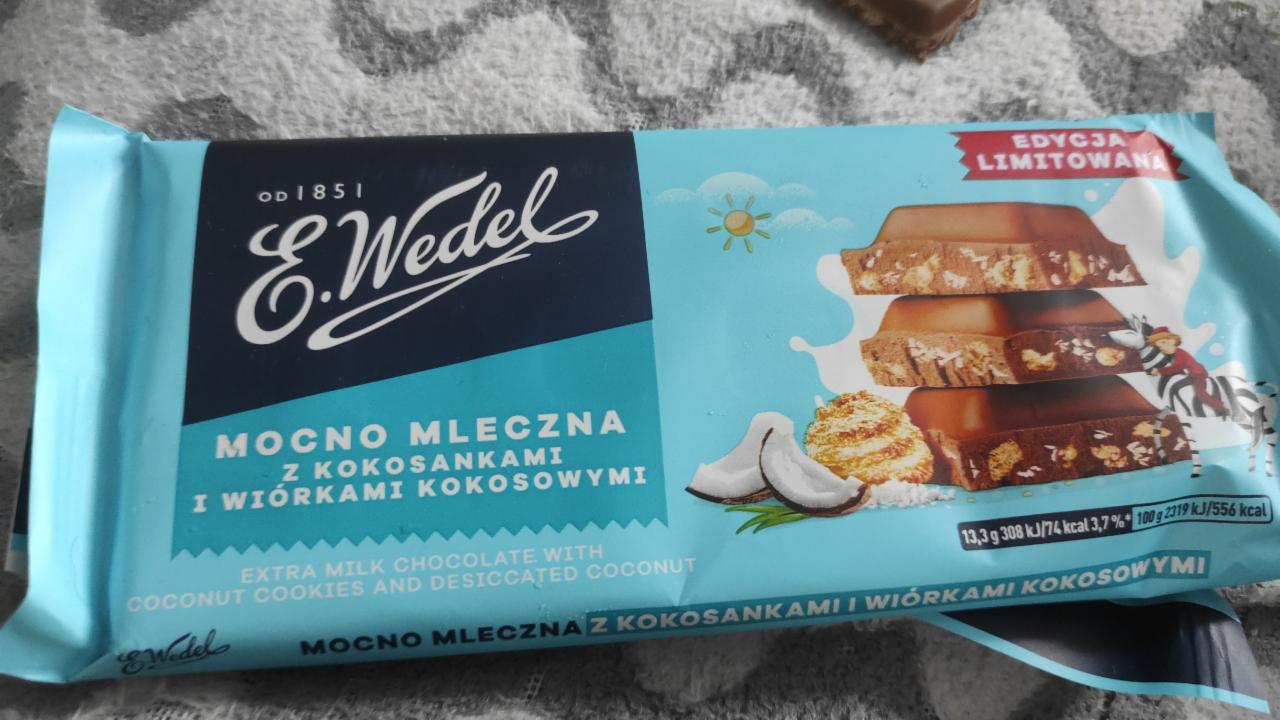 OD 1851
E. Wedel
EDYCJA
LIMITOWANA
MOCNO MLECZNA
Z KOKOSANKAMI
I WIÓRKAMI KOKOSOWYMI
EXTRA MILK CHOCOLATE WITH
COCONUT COOKIES AND DESICCATED COCONUT
13,3 g 308 kJ/74 kcal 3,7 %* 100 g 2319 kJ/556 kcal
E. Wedel MOCNO MLECZNA Z KOKOSANKAMI I WIÓRKAMI KOKOSOWYMI